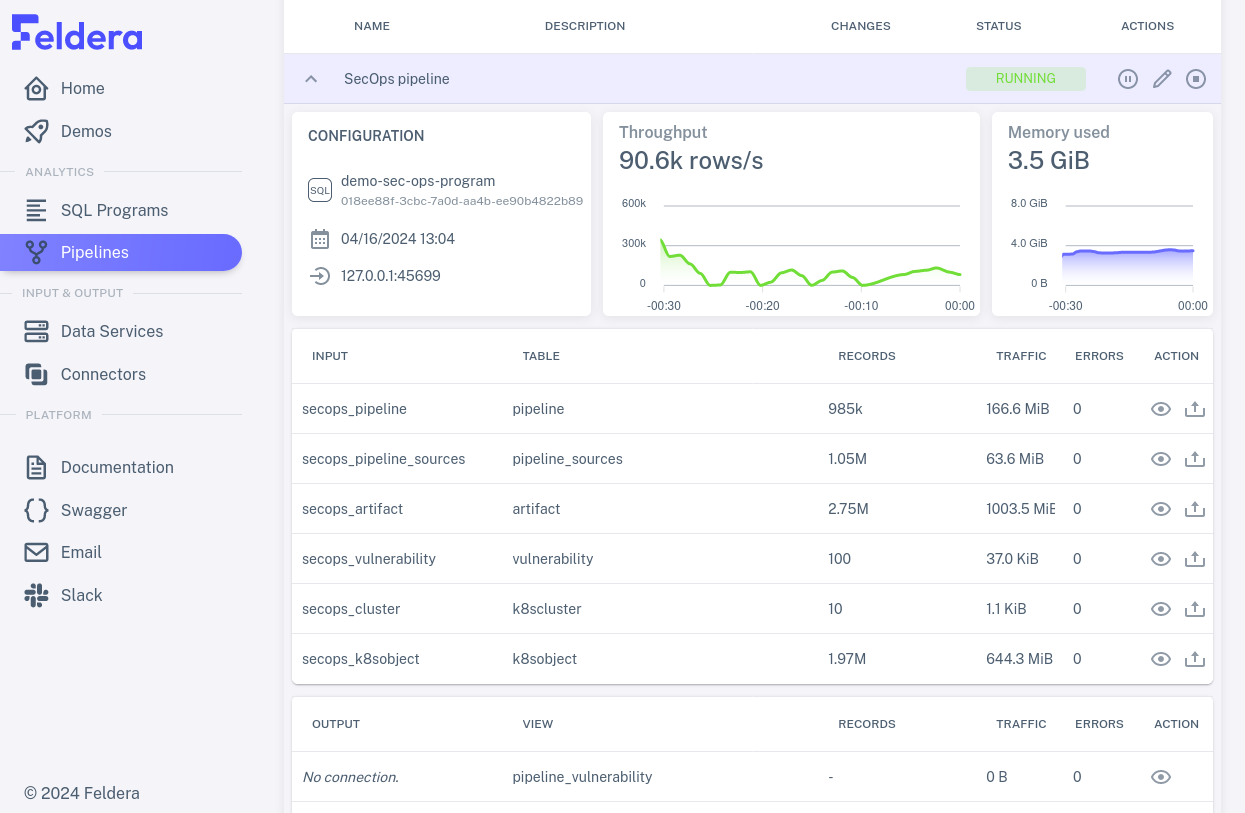 Feldera
Home
Demos
ANALYTICS
SQL Programs
Pipelines
INPUT & OUTPUT
Data Services
Connectors
PLATFORM
Documentation
Swagger
Email
Slack
© 2024 Feldera
NAME DESCRIPTION CHANGES STATUS ACTIONS
SecOps pipeline RUNNING
CONFIGURATION
SQL demo-sec-ops-program
018ee88f-3cbc-7a0d-aa4b-ee90b4822b89
04/16/2024 13:04
127.0.0.1:45699
Throughput
90.6k rows/s
600k
300k
0
-00:30 -00:20 -00:10 00:00
Memory used
3.5 GiB
8.0 GiB
4.0 GiB
0 B
-00:30 00:00
INPUT TABLE RECORDS TRAFFIC ERRORS ACTION
secops_pipeline pipeline 985k 166.6 MiB 0
secops_pipeline_sources pipeline_sources 1.05M 63.6 MiB 0
secops_artifact artifact 2.75M 1003.5 MiB 0
secops_vulnerability vulnerability 100 37.0 KiB 0
secops_cluster k8scluster 10 1.1 KiB 0
secops_k8sobject k8sobject 1.97M 644.3 MiB 0
OUTPUT VIEW RECORDS TRAFFIC ERRORS ACTION
No connection. pipeline_vulnerability - 0 B 0